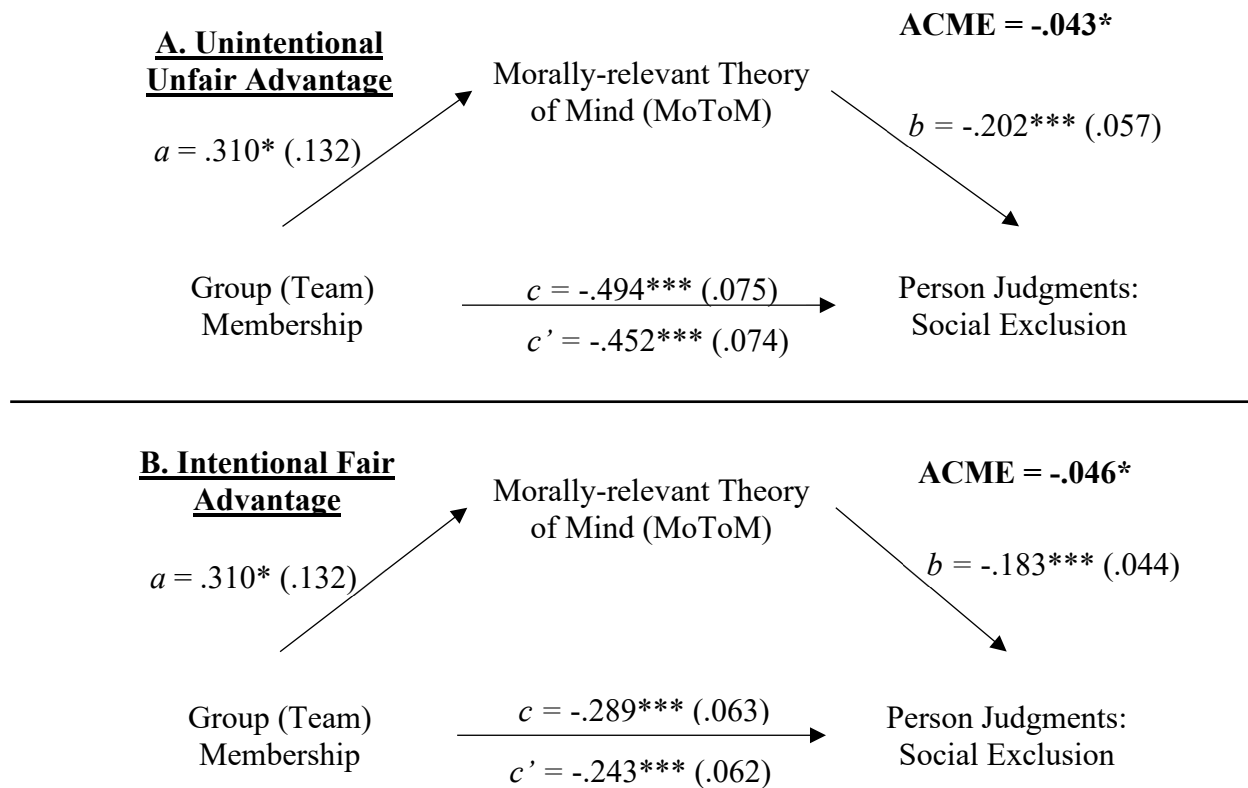 A. Unintentional
Unfair Advantage
ACME = -.043*
Morally-relevant Theory
of Mind (MoToM)
a = .310* (.132)
b = -.202*** (.057)
Group (Team)
Membership
c = -.494*** (.075)
c’ = -.452*** (.074)
Person Judgments:
Social Exclusion
B. Intentional Fair
Advantage
ACME = -.046*
Morally-relevant Theory
of Mind (MoToM)
a = .310* (.132)
b = -.183*** (.044)
Group (Team)
Membership
c = -.289*** (.063)
c’ = -.243*** (.062)
Person Judgments:
Social Exclusion